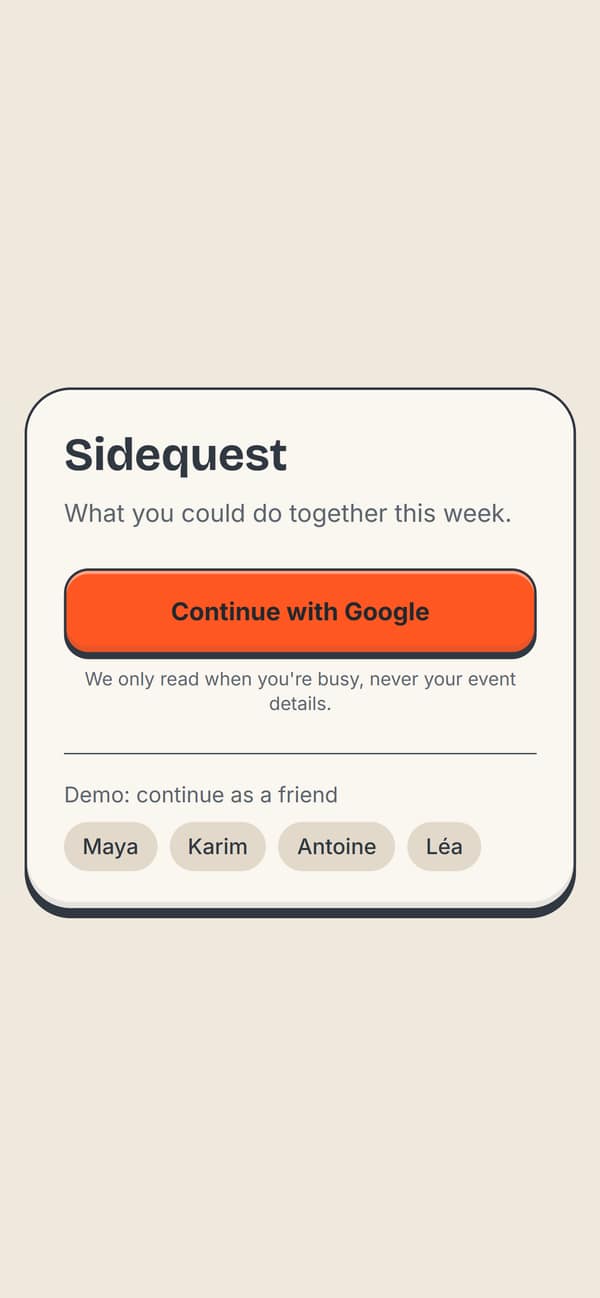 Sidequest
What you could do together this week.
Continue with Google
We only read when you're busy, never your event
details.
Demo: continue as a friend
Maya Karim Antoine Léa